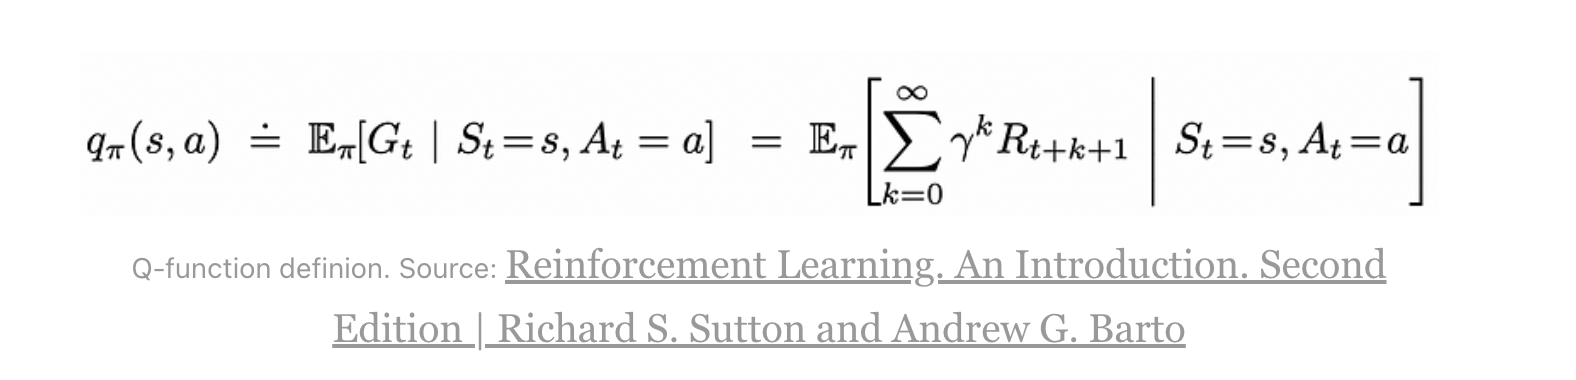 qπ(s, a) ≐ 𝔼π[Gt | St=s, At = a] = 𝔼π[∑k=0∞ γ^k Rt+k+1 | St=s, At=a]
Q-function definion. Source: Reinforcement Learning. An Introduction. Second
Edition | Richard S. Sutton and Andrew G. Barto